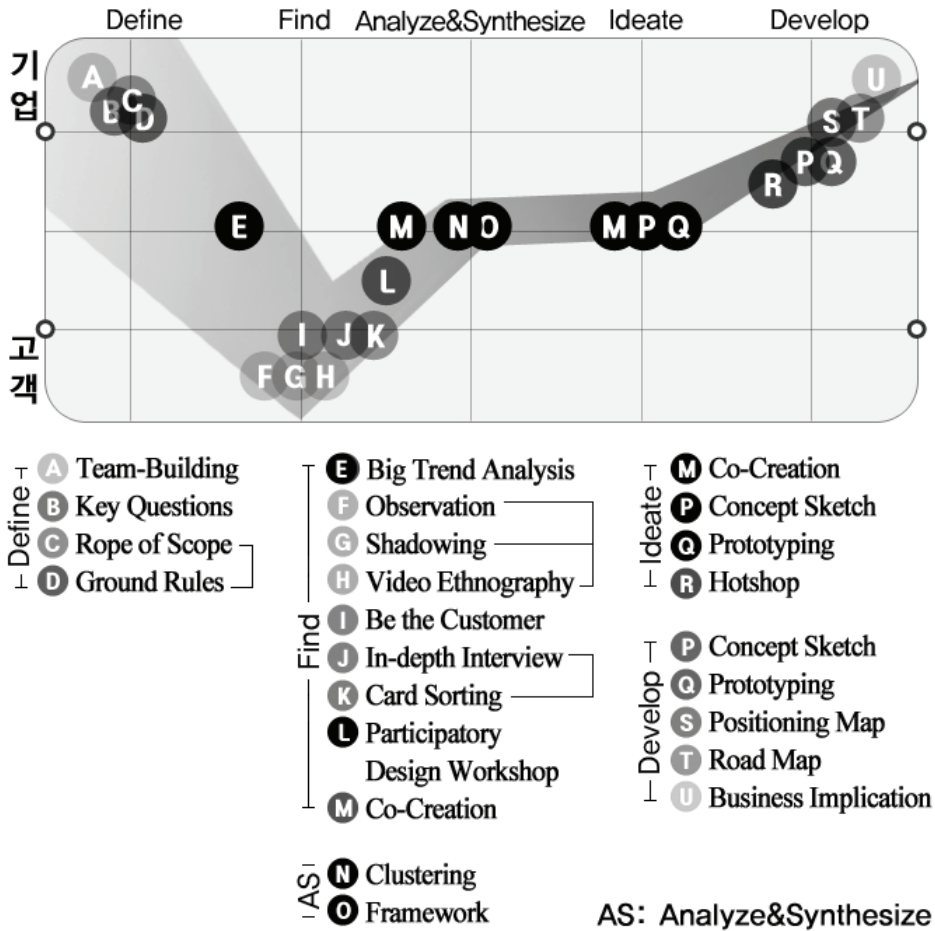 Define Find Analyze&Synthesize Ideate Develop
기업
고객
A
B
C
D
E
F
G
H
I
J
K
L
M
N
O
M
P
Q
R
P
Q
S
T
U
Define
A Team-Building
B Key Questions
C Rope of Scope
D Ground Rules
Find
E Big Trend Analysis
F Observation
G Shadowing
H Video Ethnography
I Be the Customer
J In-depth Interview
K Card Sorting
L Participatory
Design Workshop
M Co-Creation
AS
N Clustering
O Framework
Ideate
M Co-Creation
P Concept Sketch
Q Prototyping
R Hotshop
Develop
P Concept Sketch
Q Prototyping
S Positioning Map
T Road Map
U Business Implication
AS: Analyze&Synthesize